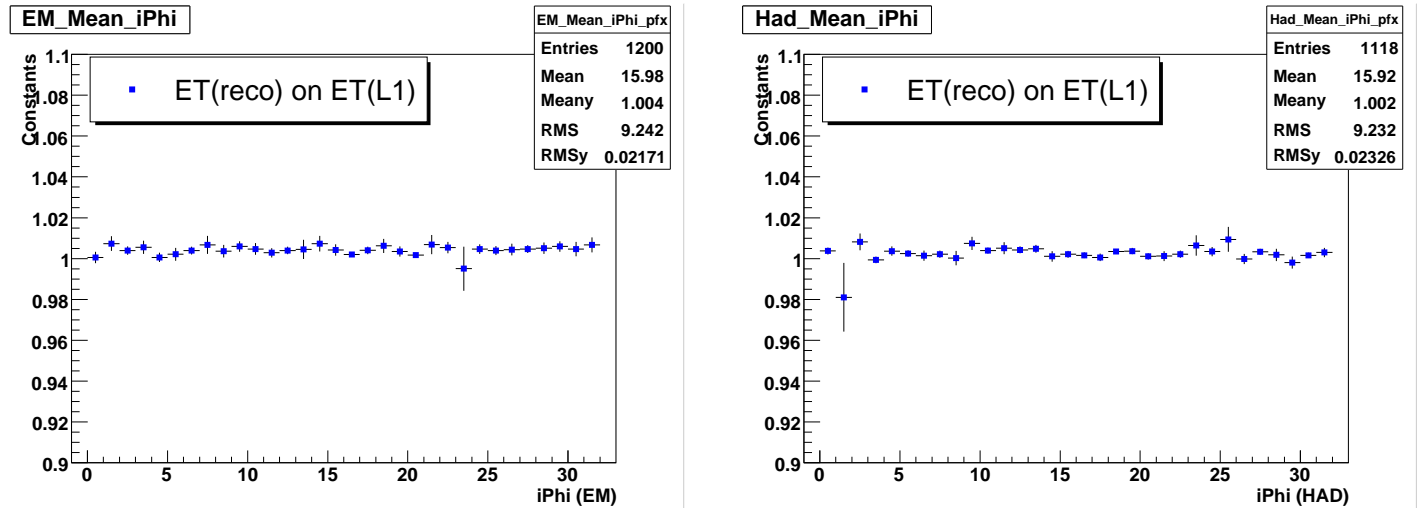 EM_Mean_iPhi
EM_Mean_iPhi_pfx
Entries 1200
Mean 15.98
Meany 1.004
RMS 9.242
RMSy 0.02171
ET(reco) on ET(L1)
Constants
1.1
1.08
1.06
1.04
1.02
1
0.98
0.96
0.94
0.92
0.9
0 5 10 15 20 25 30
iPhi (EM)
Had_Mean_iPhi
Had_Mean_iPhi_pfx
Entries 1118
Mean 15.92
Meany 1.002
RMS 9.232
RMSy 0.02326
ET(reco) on ET(L1)
Constants
1.1
1.08
1.06
1.04
1.02
1
0.98
0.96
0.94
0.92
0.9
0 5 10 15 20 25 30
iPhi (HAD)